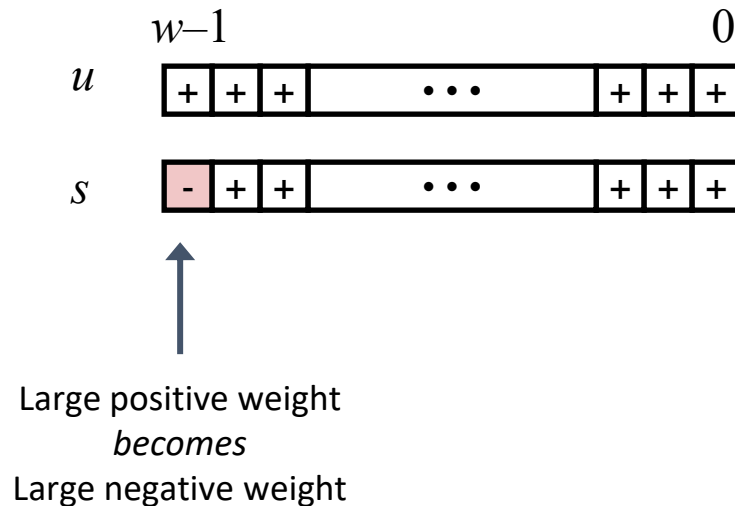 w–1 0
u + + + ••• + + +
s - + + ••• + + +
Large positive weight
becomes
Large negative weight